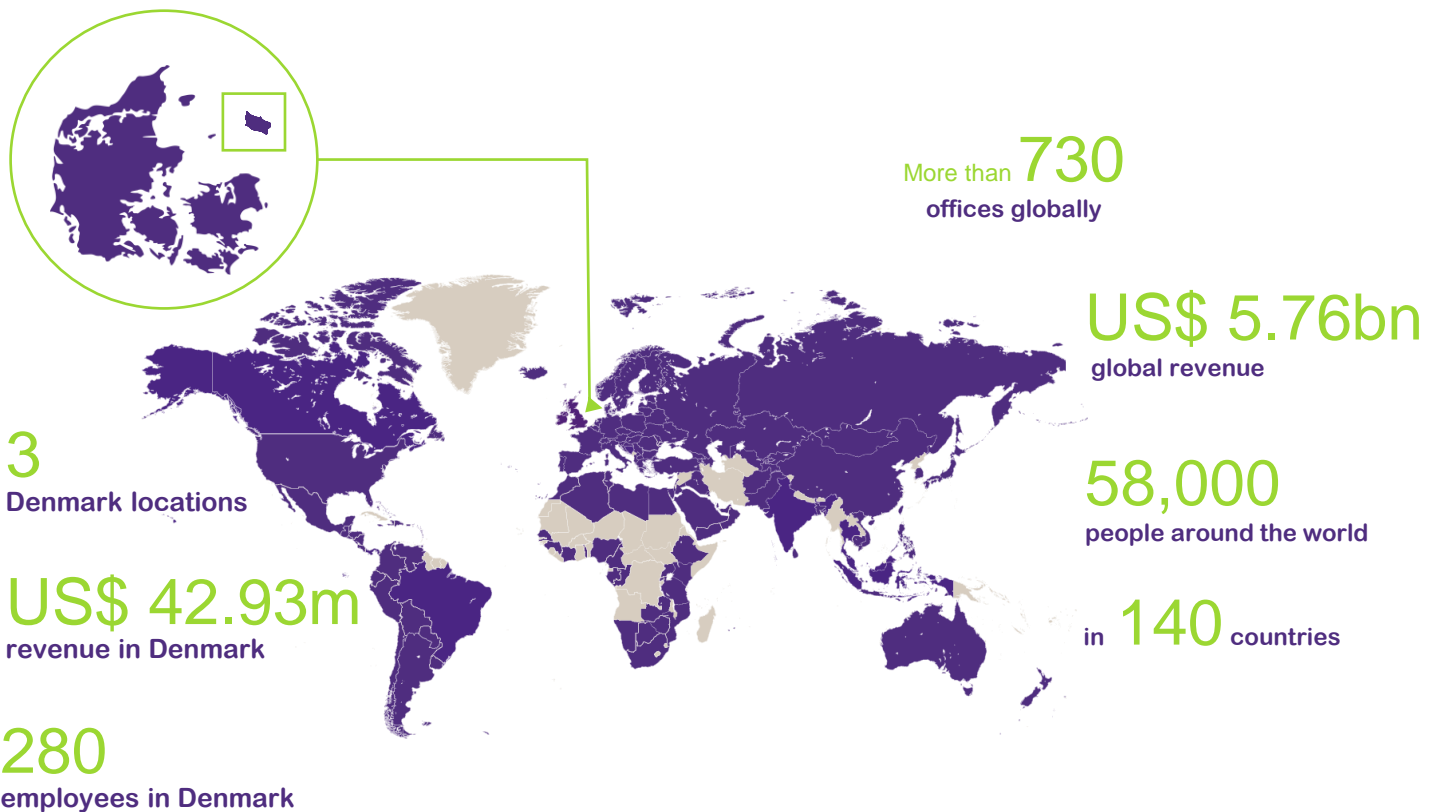 More than 730
offices globally
US$ 5.76bn
global revenue
3
Denmark locations
58,000
people around the world
US$ 42.93m
revenue in Denmark
in 140 countries
280
employees in Denmark